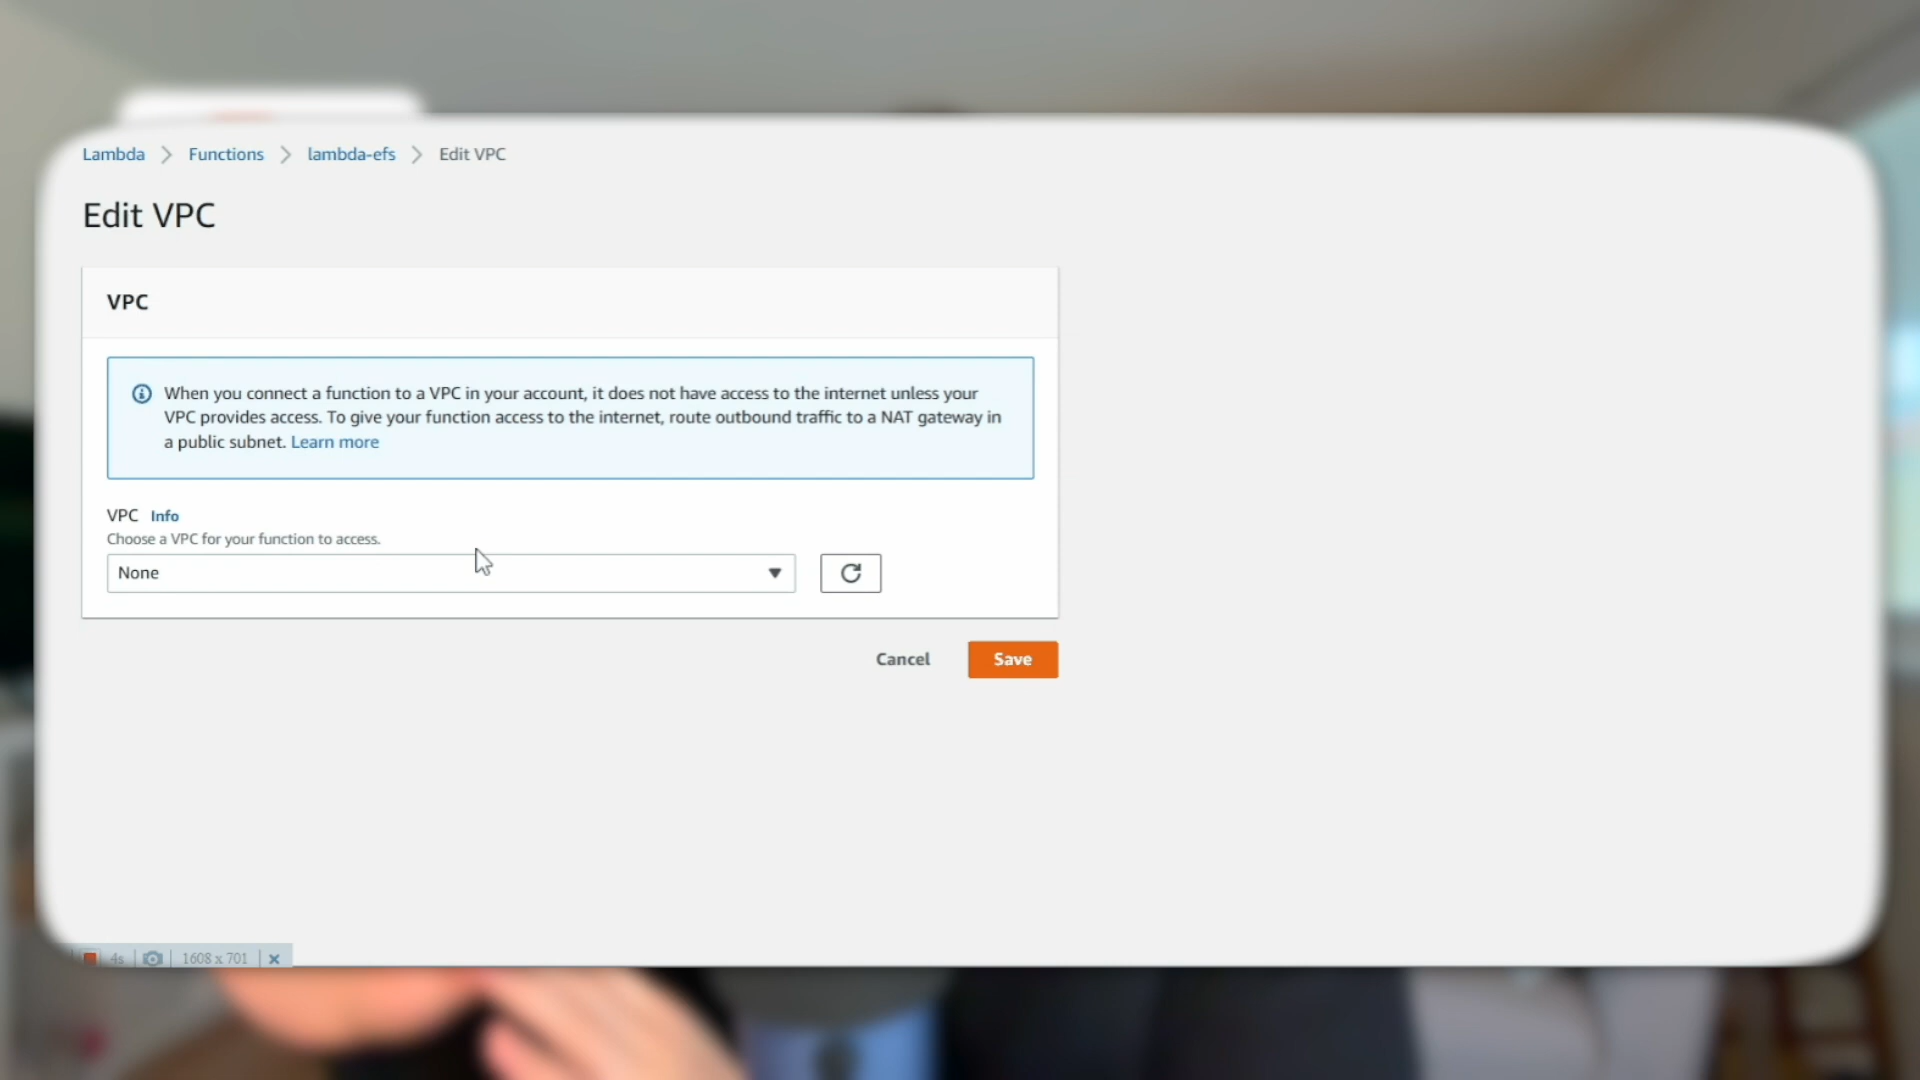 Lambda > Functions > lambda-efs > Edit VPC
Edit VPC
VPC
When you connect a function to a VPC in your account, it does not have access to the internet unless your
VPC provides access. To give your function access to the internet, route outbound traffic to a NAT gateway in
a public subnet. Learn more
VPC Info
Choose a VPC for your function to access.
None
Cancel Save
4s 1608 x 701